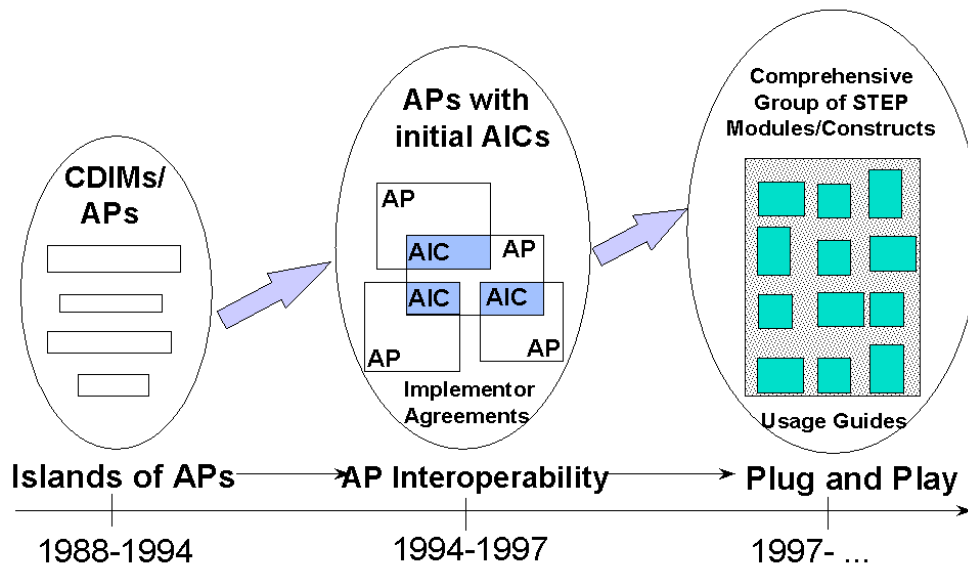 CDIMs/
APs
APs with
initial AICs
AP
AIC
AP
AIC
AIC
AP
AP
Implementor
Agreements
Comprehensive
Group of STEP
Modules/Constructs
Usage Guides
Islands of APs
AP Interoperability
Plug and Play
1988-1994
1994-1997
1997- ...